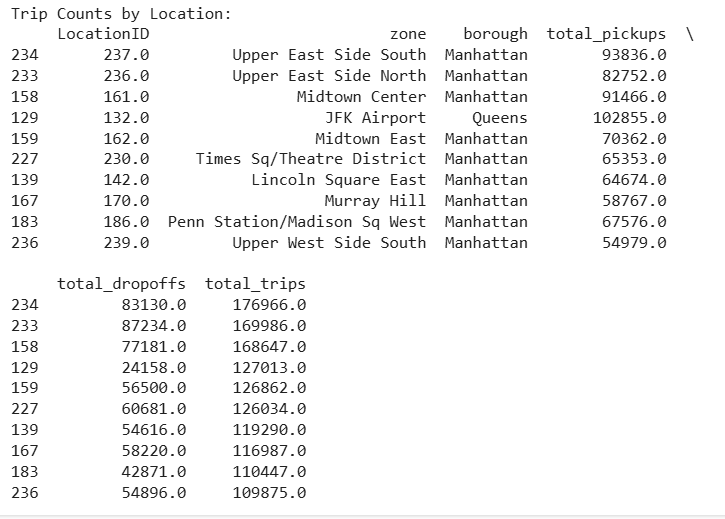 Trip Counts by Location:
LocationID zone borough total_pickups \
234 237.0 Upper East Side South Manhattan 93836.0
233 236.0 Upper East Side North Manhattan 82752.0
158 161.0 Midtown Center Manhattan 91466.0
129 132.0 JFK Airport Queens 102855.0
159 162.0 Midtown East Manhattan 70362.0
227 230.0 Times Sq/Theatre District Manhattan 65353.0
139 142.0 Lincoln Square East Manhattan 64674.0
167 170.0 Murray Hill Manhattan 58767.0
183 186.0 Penn Station/Madison Sq West Manhattan 67576.0
236 239.0 Upper West Side South Manhattan 54979.0
total_dropoffs total_trips
234 83130.0 176966.0
233 87234.0 169986.0
158 77181.0 168647.0
129 24158.0 127013.0
159 56500.0 126862.0
227 60681.0 126034.0
139 54616.0 119290.0
167 58220.0 116987.0
183 42871.0 110447.0
236 54896.0 109875.0